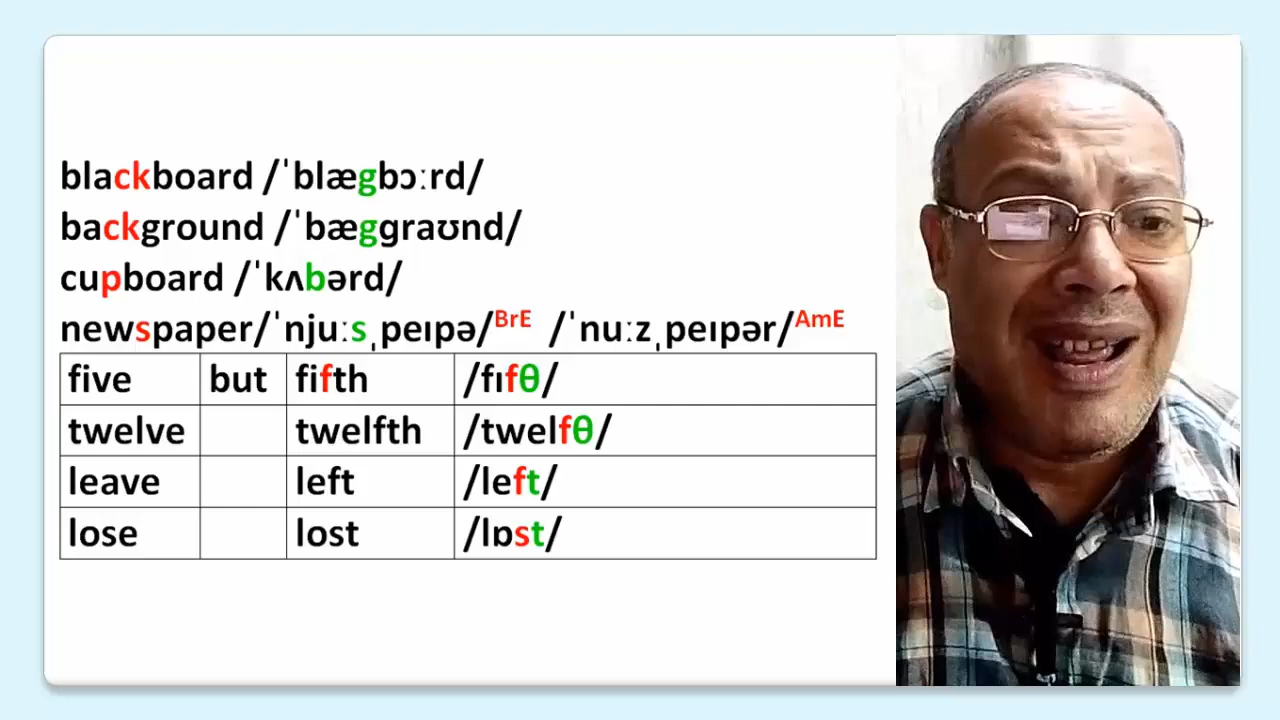 blackboard /ˈblægbɔːrd/
background /ˈbæggraʊnd/
cupboard /ˈkʌbərd/
newspaper/ˈnjuːsˌpeɪpə/BrE /ˈnuːzˌpeɪpər/AmE
five but fifth /fɪfθ/
twelve twelfth /twelfθ/
leave left /left/
lose lost /lɒst/